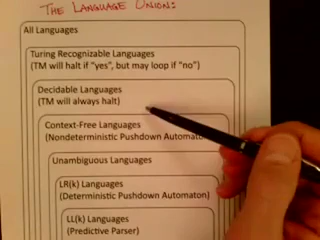 THE LANGUAGE ONION:
All Languages
Turing Recognizable Languages
(TM will halt if "yes", but may loop if "no")
Decidable Languages
(TM will always halt)
Context-Free Languages
(Nondeterministic Pushdown Automaton
Unambiguous Languages
LR(k) Languages
(Deterministic Pushdown Automaton)
LL(k) Languages
(Predictive Parser)